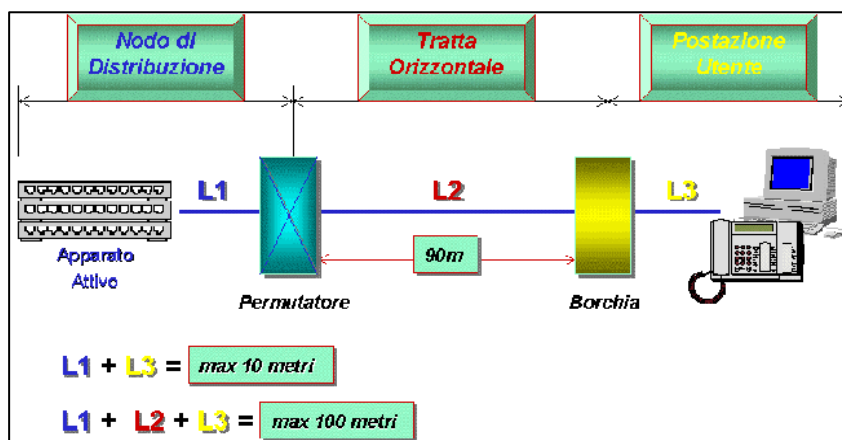 Nodo di
Distribuzione
Tratta
Orizzontale
Postazione
Utente
L1
L2
L3
Apparato
Attivo
90m
Permutatore
Borchia
L1 + L3 = max 10 metri
L1 + L2 + L3 = max 100 metri